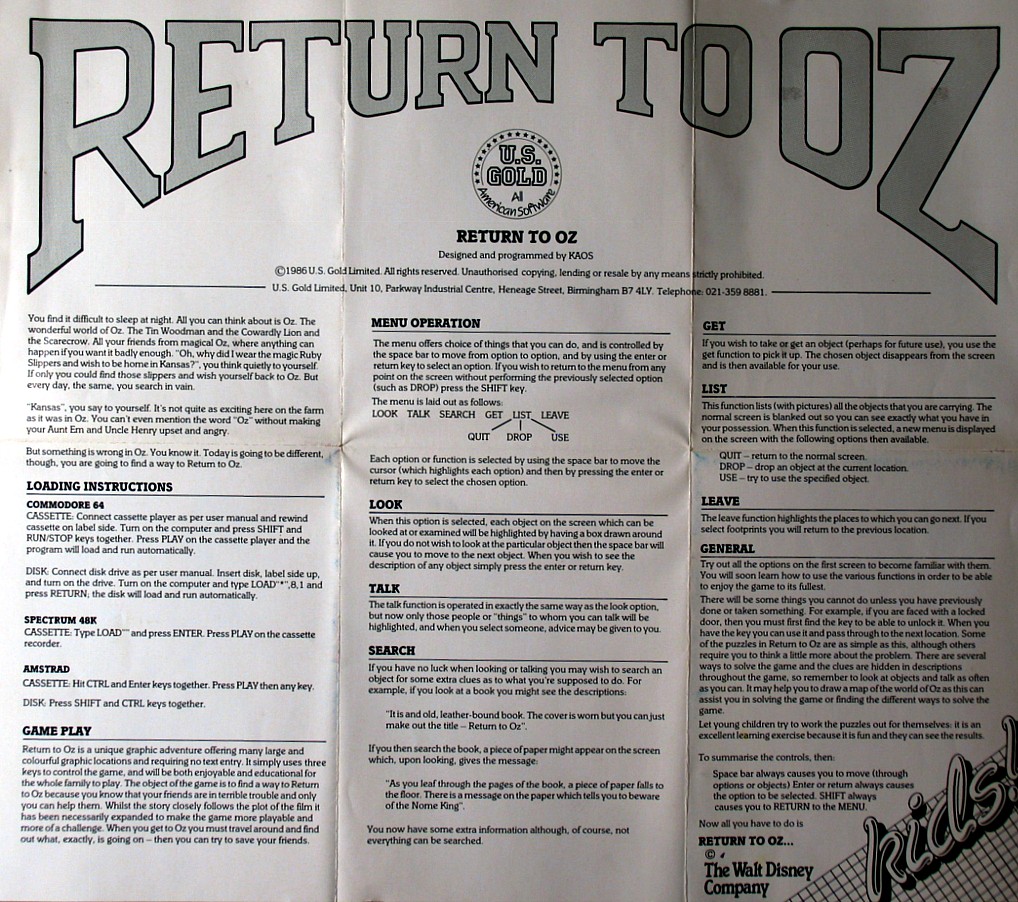 RETURN TO OZ
U.S.
GOLD
All
American Software
RETURN TO OZ
Designed and programmed by KAOS
©1986 U.S. Gold Limited. All rights reserved. Unauthorised copying, lending or resale by any means strictly prohibited.
U.S. Gold Limited, Unit 10, Parkway Industrial Centre, Heneage Street, Birmingham B7 4LY. Telephone: 021-359 8881.
You find it difficult to sleep at night. All you can think about is Oz. The
wonderful world of Oz. The Tin Woodman and the Cowardly Lion and
the Scarecrow. All your friends from magical Oz, where anything can
happen if you want it badly enough. "Oh, why did I wear the magic Ruby
Slippers and wish to be home in Kansas?", you think quietly to yourself.
If only you could find those slippers and wish yourself back to Oz. But
every day, the same, you search in vain.
"Kansas", you say to yourself. It's not quite as exciting here on the farm
as it was in Oz. You can't even mention the word "Oz" without making
your Aunt Em and Uncle Henry upset and angry.
But something is wrong in Oz. You know it. Today is going to be different,
though, you are going to find a way to Return to Oz.
LOADING INSTRUCTIONS
COMMODORE 64
CASSETTE: Connect cassette player as per user manual and rewind
cassette on label side. Turn on the computer and press SHIFT and
RUN/STOP keys together. Press PLAY on the cassette player and the
program will load and run automatically.
DISK: Connect disk drive as per user manual. Insert disk, label side up,
and turn on the drive. Turn on the computer and type LOAD"*",8,1 and
press RETURN; the disk will load and run automatically.
SPECTRUM 48K
CASSETTE: Type LOAD"" and press ENTER. Press PLAY on the cassette
recorder.
AMSTRAD
CASSETTE: Hit CTRL and Enter keys together. Press PLAY then any key.
DISK: Press SHIFT and CTRL keys together.
GAME PLAY
Return to Oz is a unique graphic adventure offering many large and
colourful graphic locations and requiring no text entry. It simply uses three
keys to control the game, and will be both enjoyable and educational for
the whole family to play. The object of the game is to find a way to Return
to Oz because you know that your friends are in terrible trouble and only
you can help them. Whilst the story closely follows the plot of the film it
has been necessarily expanded to make the game more playable and
more of a challenge. When you get to Oz you must travel around and find
out what, exactly, is going on – then you can try to save your friends.
MENU OPERATION
The menu offers choice of things that you can do, and is controlled by
the space bar to move from option to option, and by using the enter or
return key to select an option. If you wish to return to the menu from any
point on the screen without performing the previously selected option
(such as DROP) press the SHIFT key.
The menu is laid out as follows:
LOOK TALK SEARCH GET LIST LEAVE
QUIT DROP USE
Each option or function is selected by using the space bar to move the
cursor (which highlights each option) and then by pressing the enter or
return key to select the chosen option.
LOOK
When this option is selected, each object on the screen which can be
looked at or examined will be highlighted by having a box drawn around
it. If you do not wish to look at the particular object then the space bar will
cause you to move to the next object. When you wish to see the
description of any object simply press the enter or return key.
TALK
The talk function is operated in exactly the same way as the look option,
but now only those people or "things" to whom you can talk will be
highlighted, and when you select someone, advice may be given to you.
SEARCH
If you have no luck when looking or talking you may wish to search an
object for some extra clues as to what you're supposed to do. For
example, if you look at a book you might see the descriptions:
"It is and old, leather-bound book. The cover is worn but you can just
make out the title – Return to Oz".
If you then search the book, a piece of paper might appear on the screen
which, upon looking, gives the message:
"As you leaf through the pages of the book, a piece of paper falls to
the floor. There is a message on the paper which tells you to beware
of the Nome King".
You now have some extra information although, of course, not
everything can be searched.
GET
If you wish to take or get an object (perhaps for future use), you use the
get function to pick it up. The chosen object disappears from the screen
and is then available for your use.
LIST
This function lists (with pictures) all the objects that you are carrying. The
normal screen is blanked out so you can see exactly what you have in
your possession. When this function is selected, a new menu is displayed
on the screen with the following options then available.
QUIT – return to the normal screen.
DROP – drop an object at the current location.
USE – try to use the specified object.
LEAVE
The leave function highlights the places to which you can go next. If you
select footprints you will return to the previous location.
GENERAL
Try out all the options on the first screen to become familiar with them.
You will soon learn how to use the various functions in order to be able
to enjoy the game to its fullest.
There will be some things you cannot do unless you have previously
done or taken something. For example, if you are faced with a locked
door, then you must first find the key to be able to unlock it. When you
have the key you can use it and pass through to the next location. Some
of the puzzles in Return to Oz are as simple as this, although others
require you to think a little more about the problem. There are several
ways to solve the game and the clues are hidden in descriptions
throughout the game, so remember to look at objects and talk as often
as you can. It may help you to draw a map of the world of Oz as this can
assist you in solving the game or finding the different ways to solve the
game.
Let young children try to work the puzzles out for themselves: it is an
excellent learning exercise because it is fun and they can see the results.
To summarise the controls, then:
Space bar always causes you to move (through
options or objects) Enter or return always causes
the option to be selected. SHIFT always
causes you to RETURN to the MENU.
Now all you have to do is
RETURN TO OZ...
©
The Walt Disney
Company
kids!